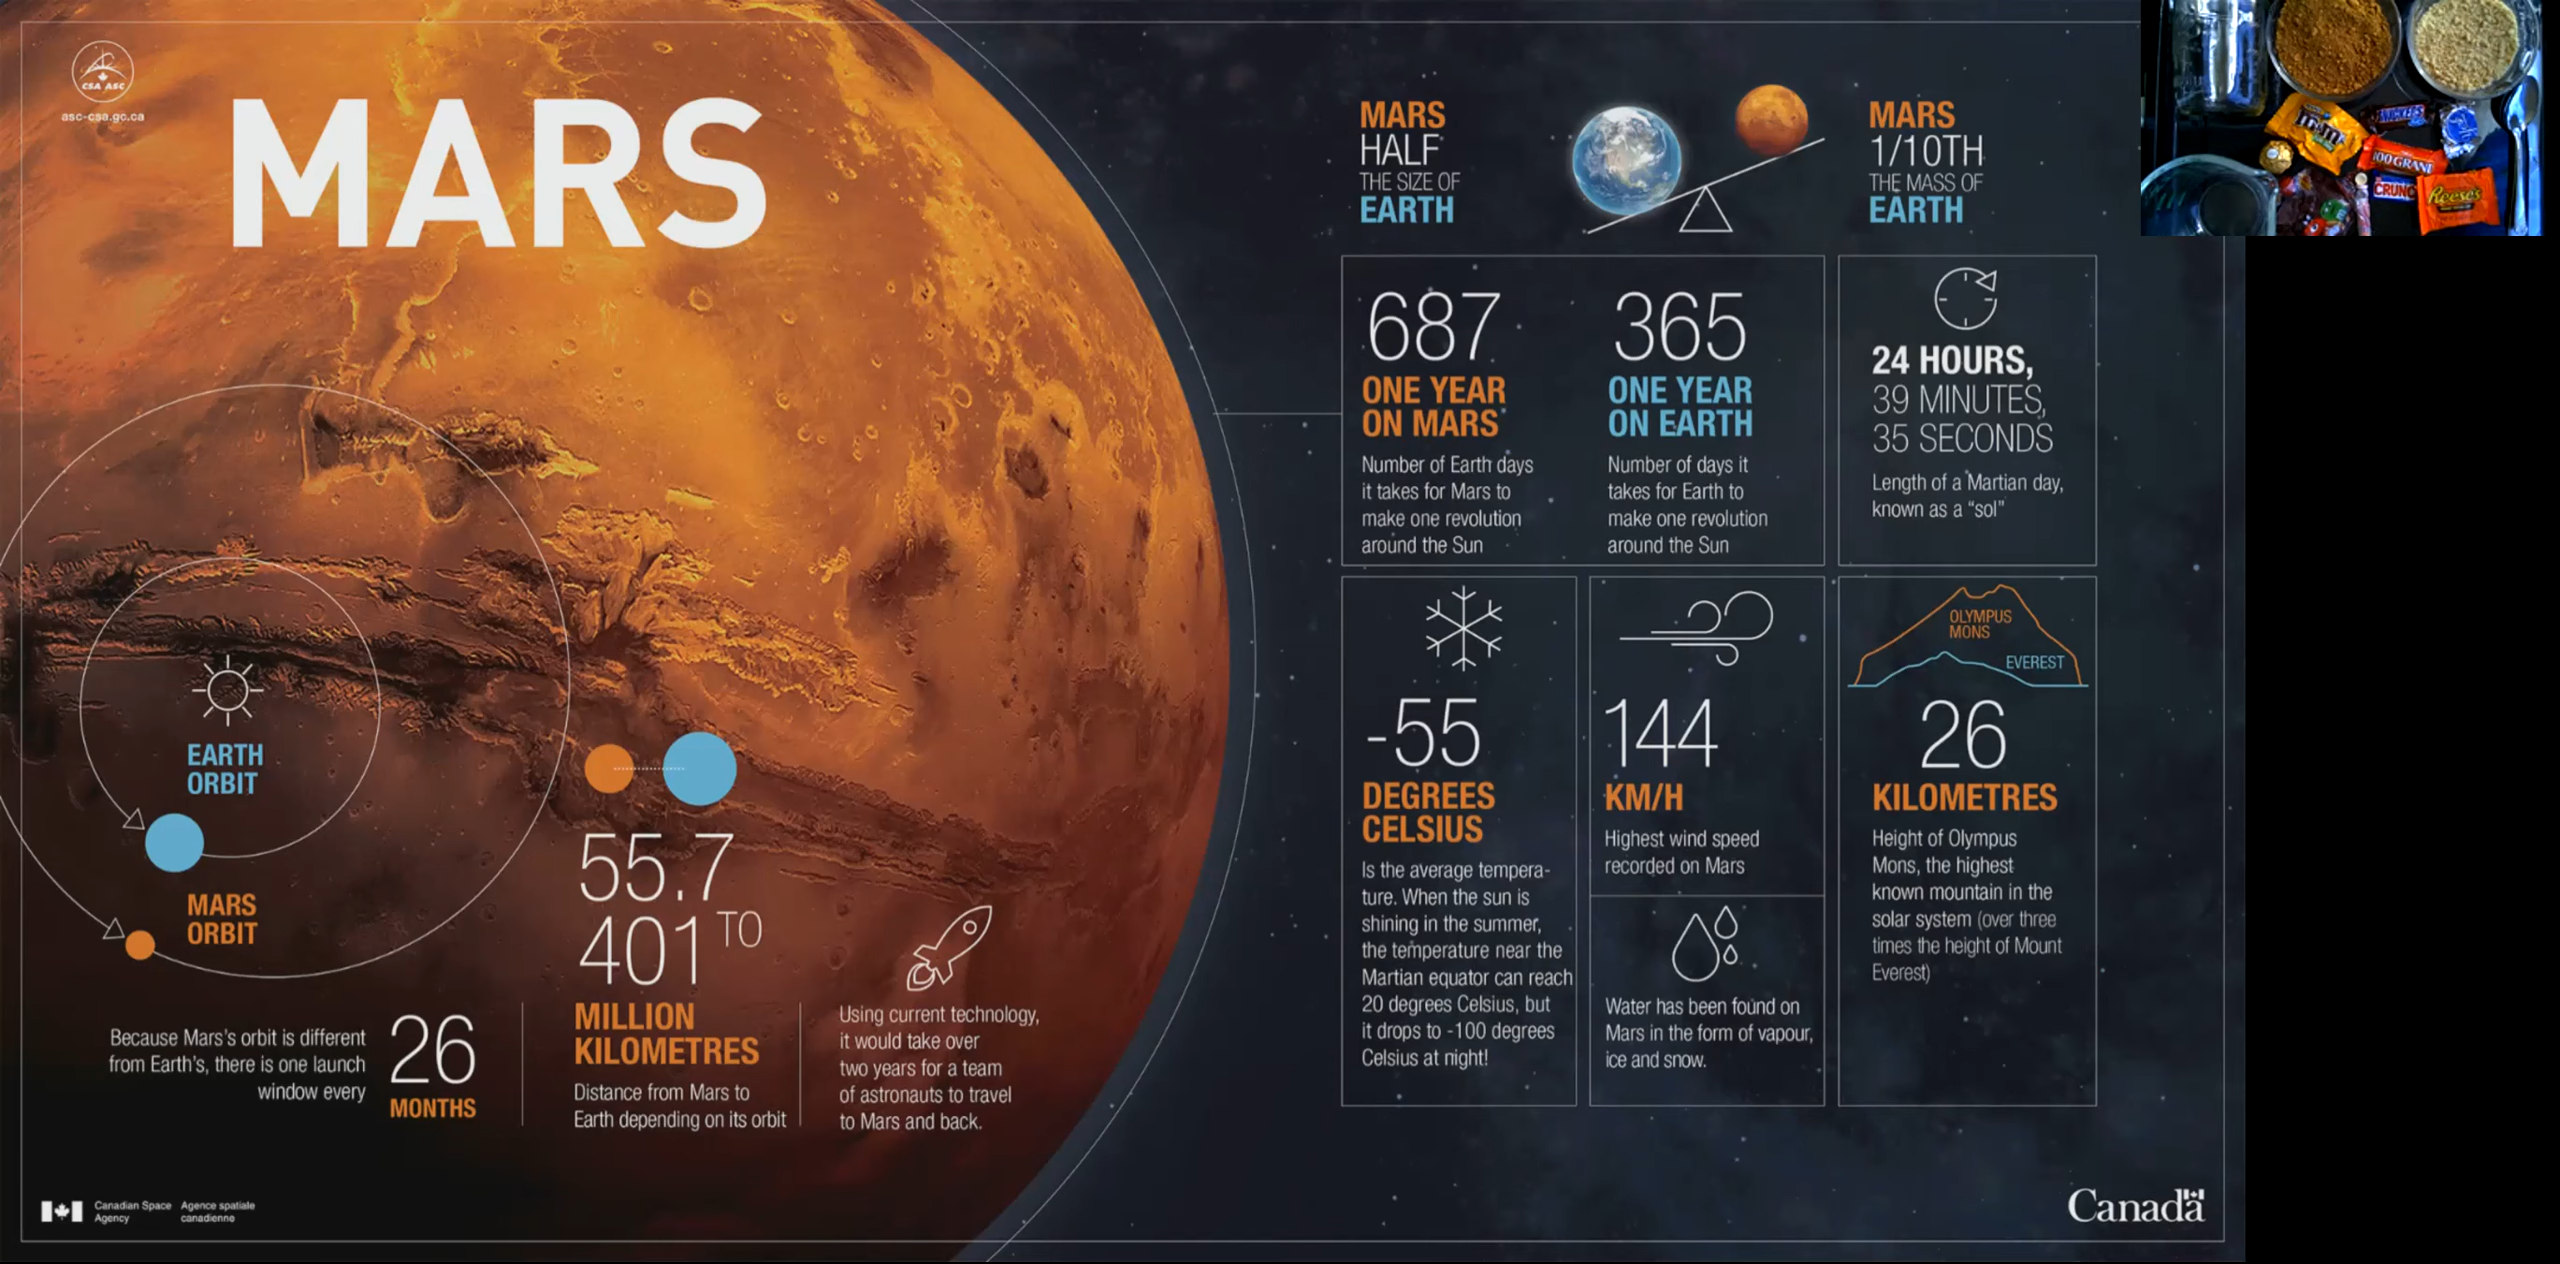 CSA ASC
asc-csa.gc.ca
MARS
EARTH
ORBIT
MARS
ORBIT
Because Mars's orbit is different
from Earth's, there is one launch
window every
26
MONTHS
55.7
401 TO
MILLION
KILOMETRES
Distance from Mars to
Earth depending on its orbit
Using current technology,
it would take over
two years for a team
of astronauts to travel
to Mars and back.
MARS
HALF
THE SIZE OF
EARTH
MARS
1/10TH
THE MASS OF
EARTH
687
ONE YEAR
ON MARS
Number of Earth days
it takes for Mars to
make one revolution
around the Sun
365
ONE YEAR
ON EARTH
Number of days it
takes for Earth to
make one revolution
around the Sun
24 HOURS,
39 MINUTES,
35 SECONDS
Length of a Martian day,
known as a “sol”
-55
DEGREES
CELSIUS
Is the average tempera-
ture. When the sun is
shining in the summer,
the temperature near the
Martian equator can reach
20 degrees Celsius, but
it drops to -100 degrees
Celsius at night!
144
KM/H
Highest wind speed
recorded on Mars
Water has been found on
Mars in the form of vapour,
ice and snow.
OLYMPUS
MONS
EVEREST
26
KILOMETRES
Height of Olympus
Mons, the highest
known mountain in the
solar system (over three
times the height of Mount
Everest)
Canadian Space
Agency
Agence spatiale
canadienne
Canada
m&m's
SNICKERS
100 GRAND
CRUNC
Reese's